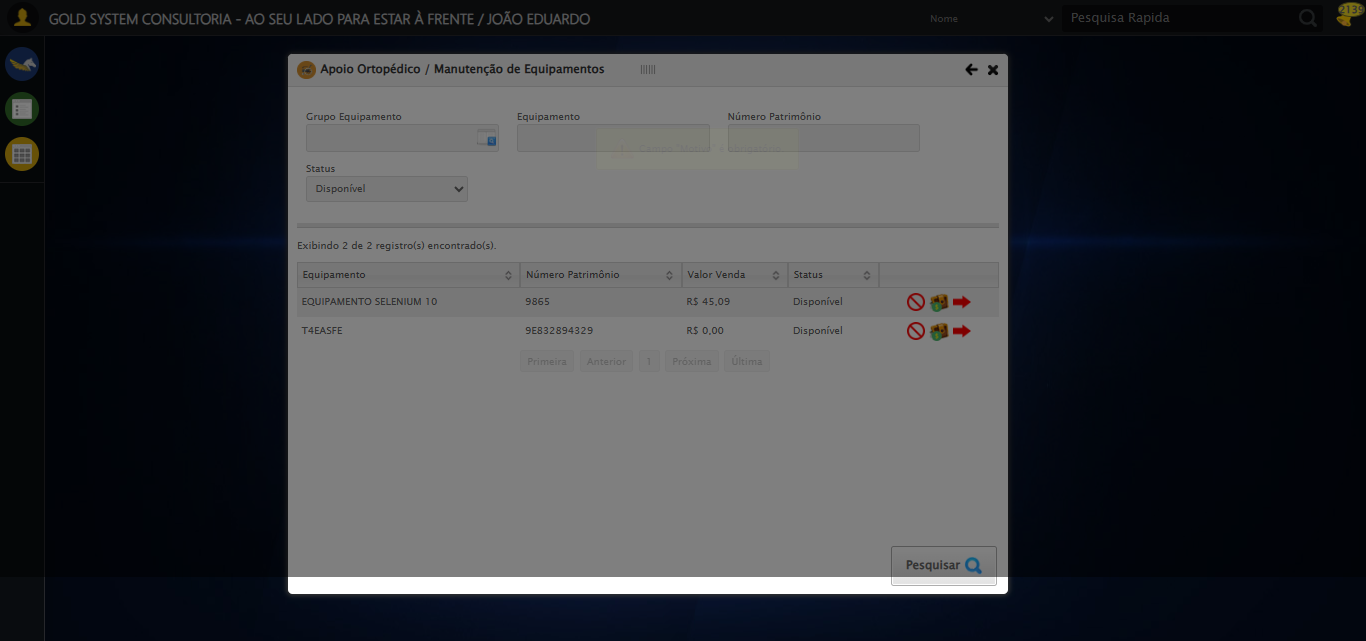 GOLD SYSTEM CONSULTORIA - AO SEU LADO PARA ESTAR À FRENTE / JOÃO EDUARDO
Nome
Pesquisa Rapida
2139
Apoio Ortopédico / Manutenção de Equipamentos
Grupo Equipamento
Equipamento
Número Patrimônio
Status
Disponível
Exibindo 2 de 2 registro(s) encontrado(s).
Equipamento Número Patrimônio Valor Venda Status
EQUIPAMENTO SELENIUM 10 9865 R$ 45,09 Disponível
T4EASFE 9E832894329 R$ 0,00 Disponível
Primeira Anterior 1 Próxima Última
Pesquisar